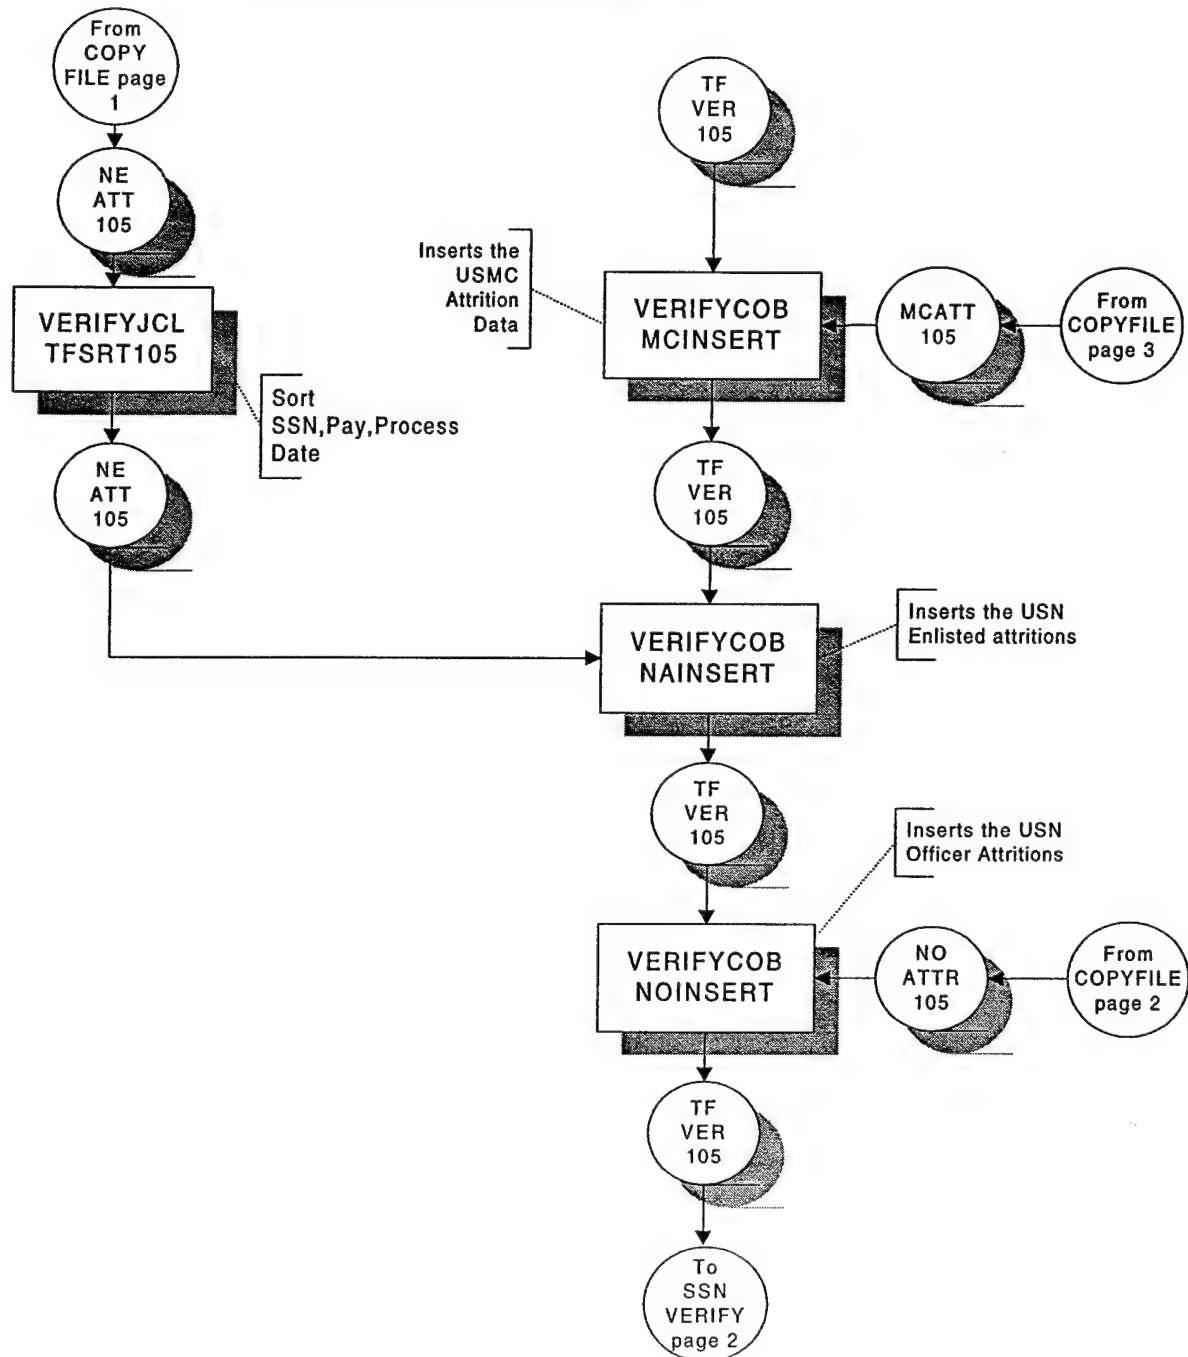 From
COPY
FILE page
1
NE
ATT
105
VERIFYJCL
TFSRT105
Sort
SSN,Pay,Process
Date
NE
ATT
105
TF
VER
105
Inserts the
USMC
Attrition
Data
VERIFYCOB
MCINSERT
MCATT
105
From
COPYFILE
page 3
TF
VER
105
VERIFYCOB
NAINSERT
Inserts the USN
Enlisted attritions
TF
VER
105
Inserts the USN
Officer Attritions
VERIFYCOB
NOINSERT
NO
ATTR
105
From
COPYFILE
page 2
TF
VER
105
To
SSN
VERIFY
page 2